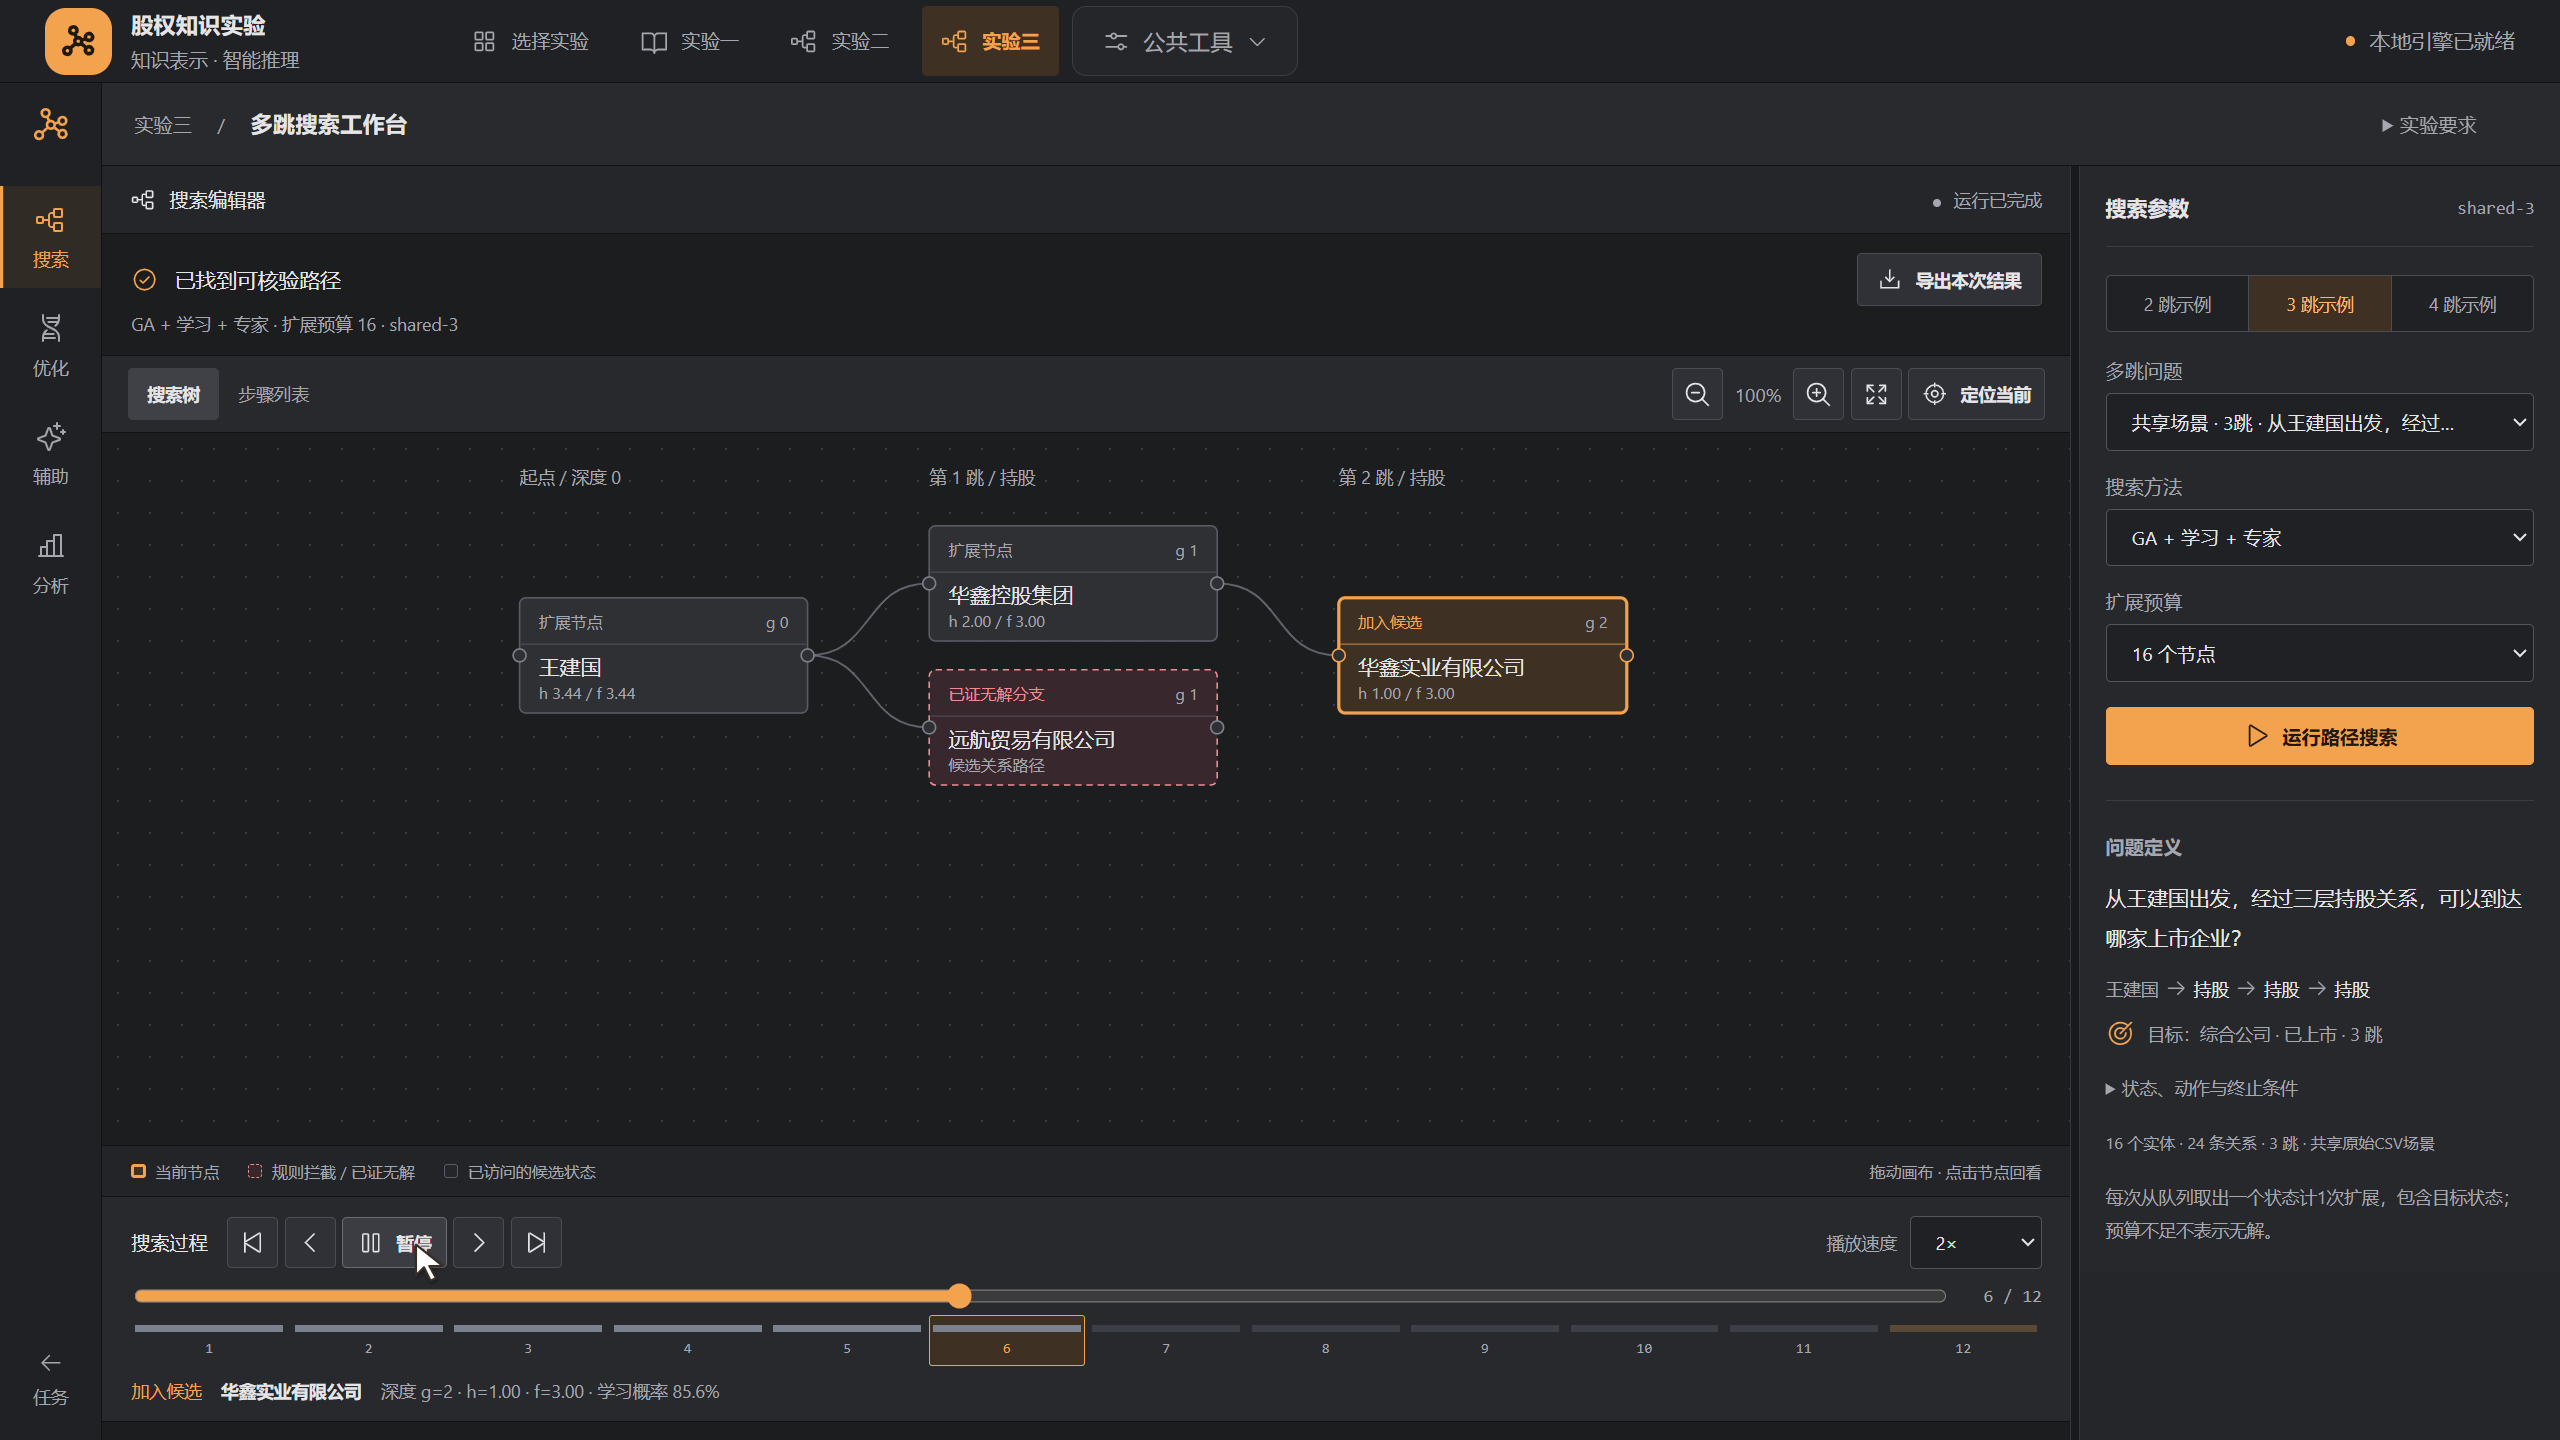 股权知识实验
知识表示 · 智能推理
选择实验
实验一
实验二
实验三
公共工具
本地引擎已就绪
实验三 / 多跳搜索工作台
实验要求
搜索
优化
辅助
分析
任务
搜索编辑器
运行已完成
已找到可核验路径
GA + 学习 + 专家 · 扩展预算 16 · shared-3
导出本次结果
搜索树
步骤列表
100%
定位当前
起点 / 深度 0
第 1 跳 / 持股
第 2 跳 / 持股
扩展节点 g 0
王建国
h 3.44 / f 3.44
扩展节点 g 1
华鑫控股集团
h 2.00 / f 3.00
已证无解分支 g 1
远航贸易有限公司
候选关系路径
加入候选 g 2
华鑫实业有限公司
h 1.00 / f 3.00
当前节点
规则拦截 / 已证无解
已访问的候选状态
拖动画布 · 点击节点回看
搜索过程
暂停
播放速度
2×
6 / 12
1 2 3 4 5 6 7 8 9 10 11 12
加入候选 华鑫实业有限公司 深度 g=2 · h=1.00 · f=3.00 · 学习概率 85.6%
搜索参数
shared-3
2 跳示例
3 跳示例
4 跳示例
多跳问题
共享场景 · 3跳 · 从王建国出发，经过...
搜索方法
GA + 学习 + 专家
扩展预算
16 个节点
运行路径搜索
问题定义
从王建国出发，经过三层持股关系，可以到达
哪家上市企业？
王建国 → 持股 → 持股 → 持股
目标：综合公司 · 已上市 · 3 跳
状态、动作与终止条件
16 个实体 · 24 条关系 · 3 跳 · 共享原始CSV场景
每次从队列取出一个状态计1次扩展，包含目标状态；
预算不足不表示无解。